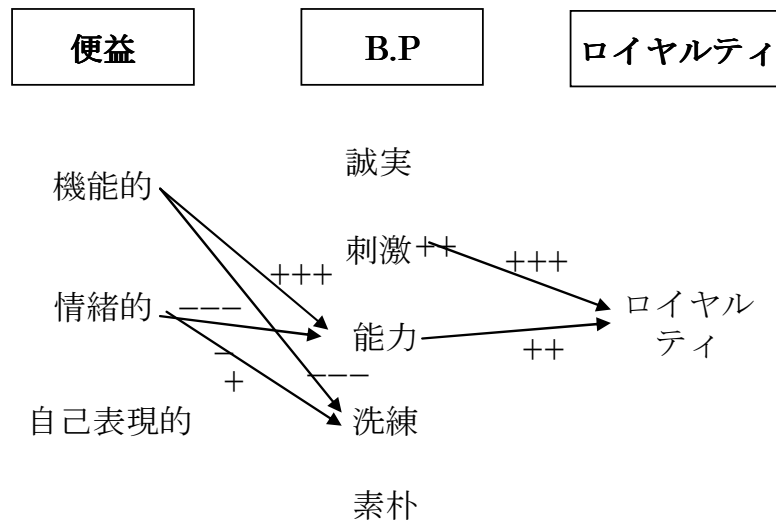 便益
B.P
ロイヤルティ
誠実
機能的
刺激++
+++
+++
情緒的
---
ロイヤル
ティ
能力
++
-
+
---
自己表現的
洗練
素朴